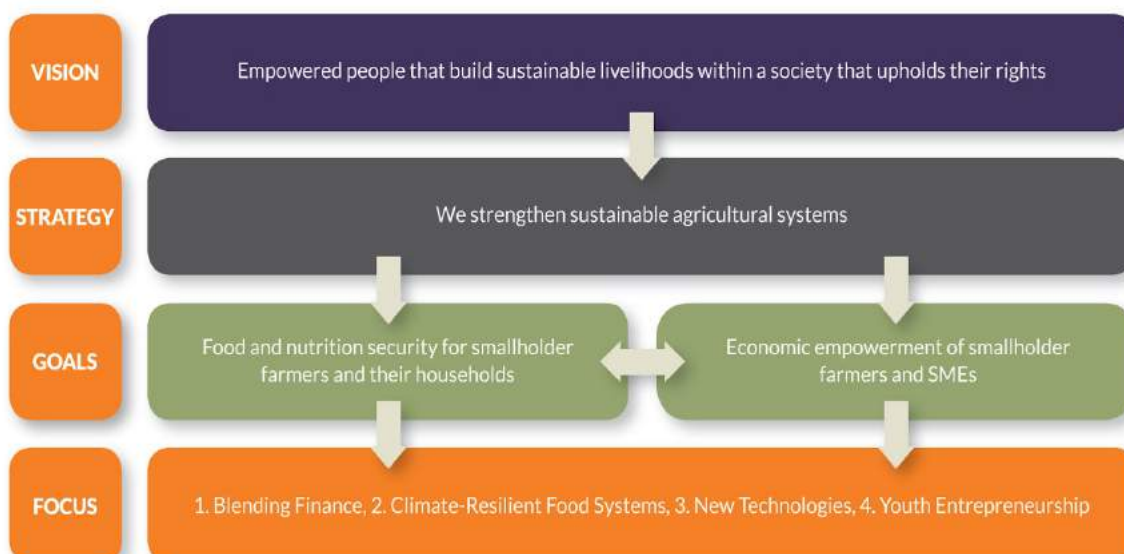 VISION
Empowered people that build sustainable livelihoods within a society that upholds their rights
STRATEGY
We strengthen sustainable agricultural systems
GOALS
Food and nutrition security for smallholder
farmers and their households
Economic empowerment of smallholder
farmers and SMEs
FOCUS
1. Blending Finance, 2. Climate-Resilient Food Systems, 3. New Technologies, 4. Youth Entrepreneurship